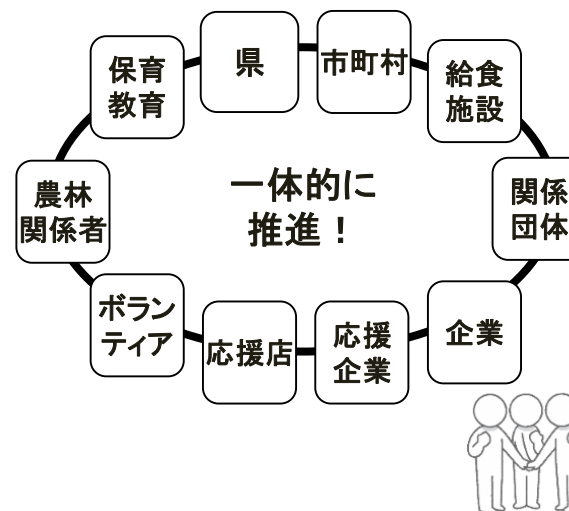 県
市町村
保育
教育
給食
施設
一体的に
推進！
農林
関係者
関係
団体
ボラン
ティア
応援店
応援
企業
企業